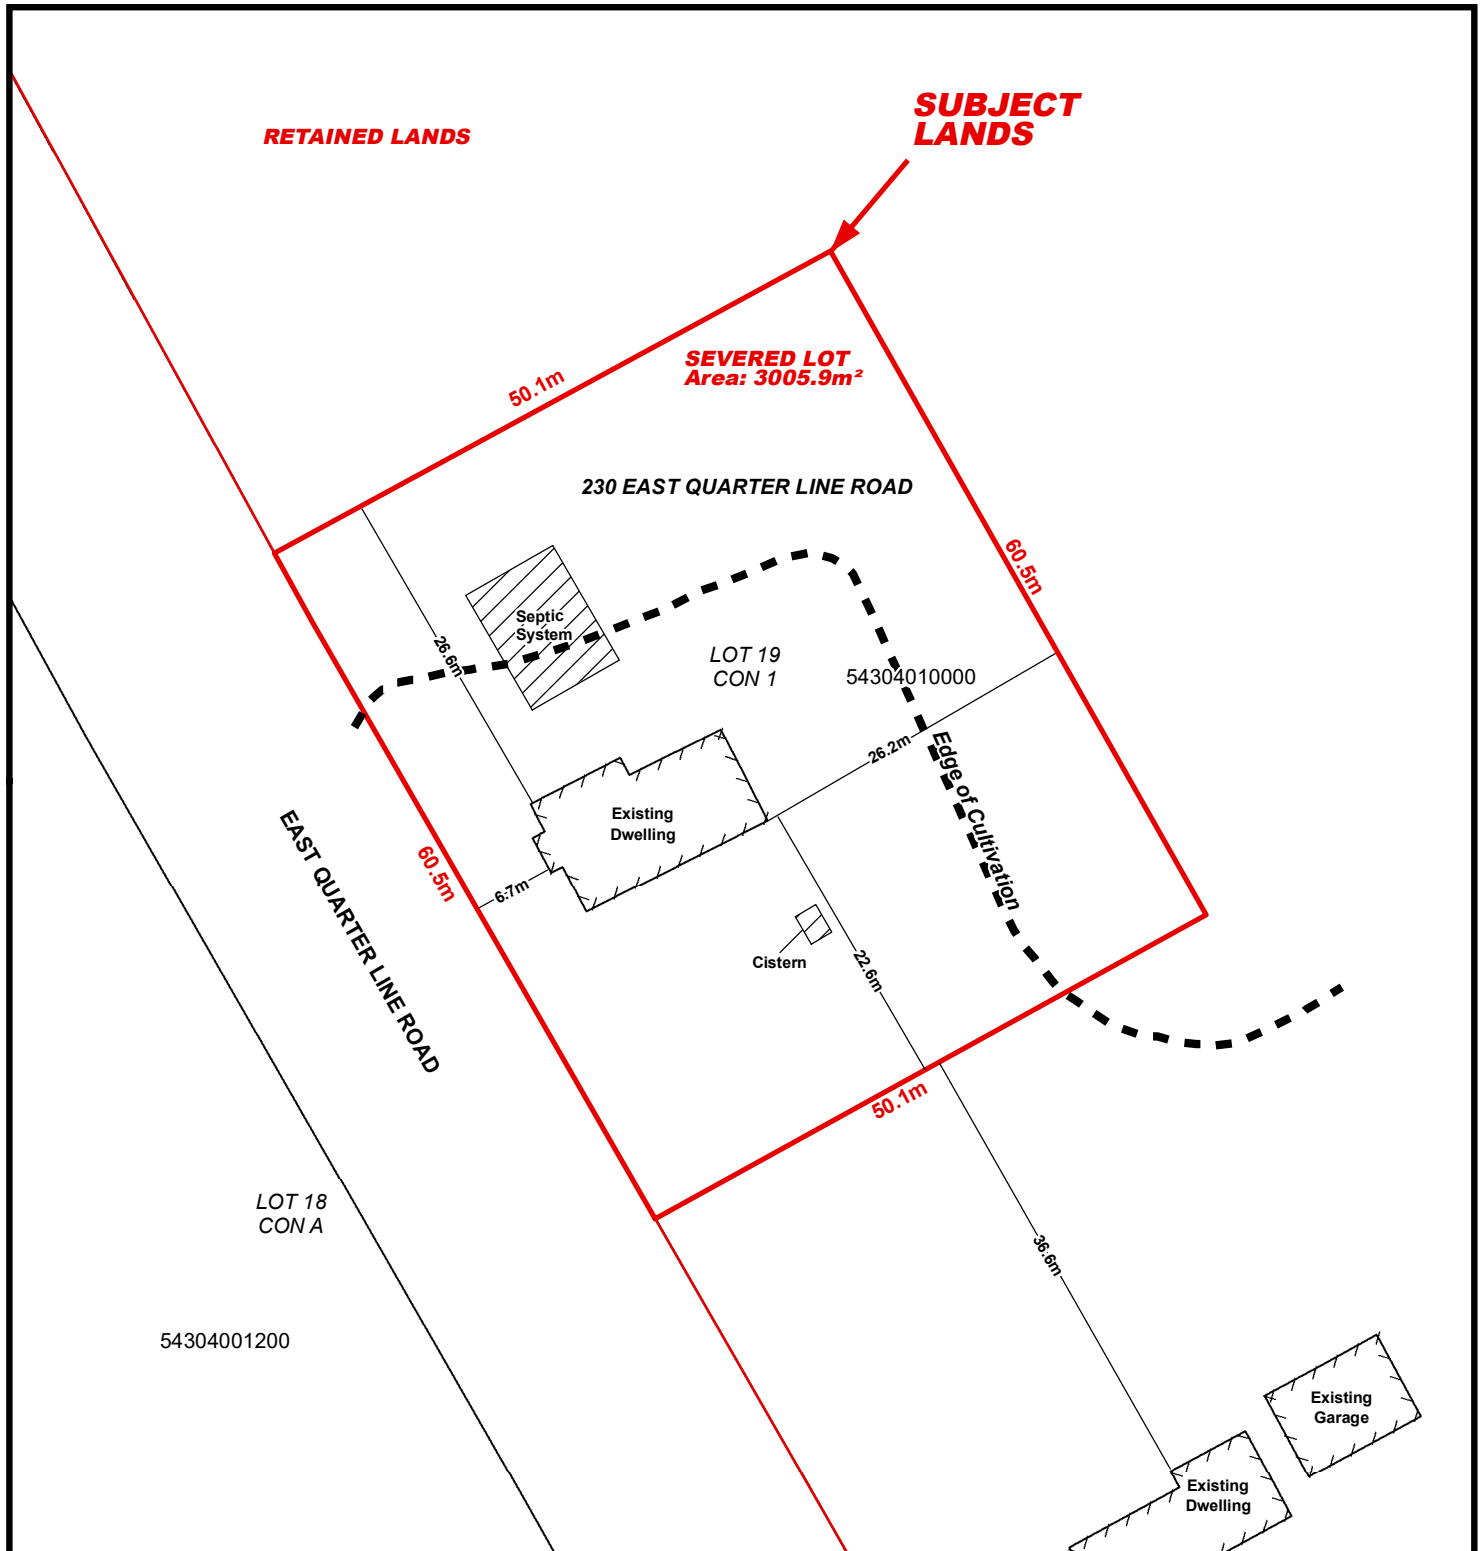 SUBJECT
LANDS
RETAINED LANDS
SEVERED LOT
Area: 3005.9m²
50.1m
230 EAST QUARTER LINE ROAD
60.5m
Septic
System
26.6m
LOT 19
CON 1
54304010000
26.2m
Edge of Cultivation
Existing
Dwelling
60.5m
6.7m
EAST QUARTER LINE ROAD
Cistern
22.6m
50.1m
LOT 18
CON A
36.6m
54304001200
Existing
Garage
Existing
Dwelling